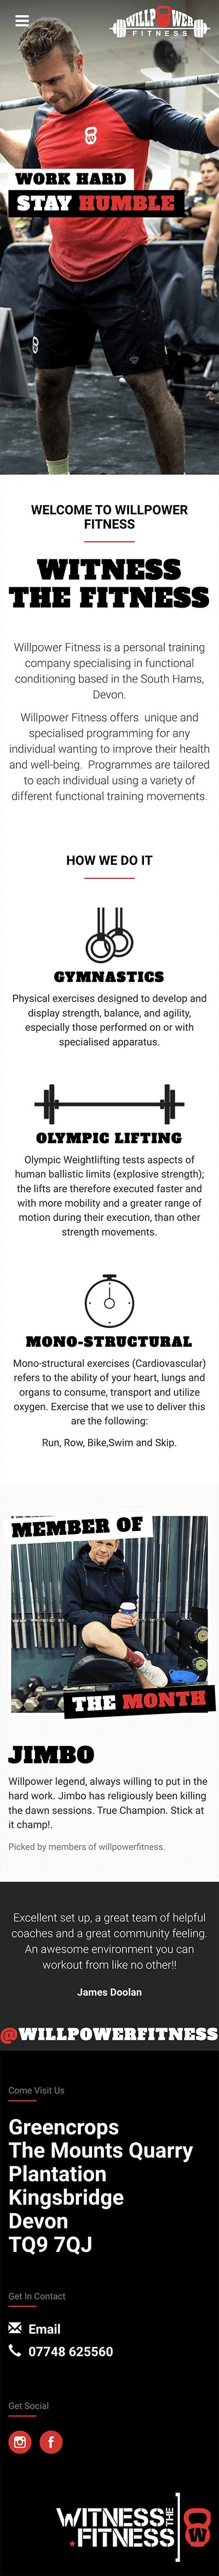 WILLPOWER
FITNESS
WORK HARD
STAY HUMBLE
WELCOME TO WILLPOWER
FITNESS
WITNESS
THE FITNESS
Willpower Fitness is a personal training
company specialising in functional
conditioning based in the South Hams,
Devon.
Willpower Fitness offers unique and
specialised programming for any
individual wanting to improve their health
and well-being. Programmes are tailored
to each individual using a variety of
different functional training movements.
HOW WE DO IT
GYMNASTICS
Physical exercises designed to develop and
display strength, balance, and agility,
especially those performed on or with
specialised apparatus.
OLYMPIC LIFTING
Olympic Weightlifting tests aspects of
human ballistic limits (explosive strength);
the lifts are therefore executed faster and
with more mobility and a greater range of
motion during their execution, than other
strength movements.
MONO-STRUCTURAL
Mono-structural exercises (Cardiovascular)
refers to the ability of your heart, lungs and
organs to consume, transport and utilize
oxygen. Exercise that we use to deliver this
are the following:
Run, Row, Bike,Swim and Skip.
MEMBER OF
THE MONTH
JIMBO
Willpower legend, always willing to put in the
hard work. Jimbo has religiously been killing
the dawn sessions. True Champion. Stick at
it champ!.
Picked by members of willpowerfitness.
Excellent set up, a great team of helpful
coaches and a great community feeling.
An awesome environment you can
workout from like no other!!
James Doolan
@WILLPOWERFITNESS
Come Visit Us
Greencrops
The Mounts Quarry
Plantation
Kingsbridge
Devon
TQ9 7QJ
Get In Contact
Email
07748 625560
Get Social
WITNESS THE
FITNESS
W